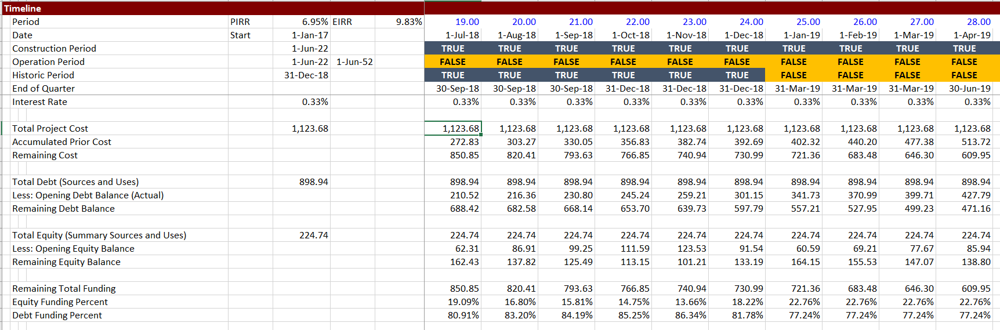 Timeline
Period PIRR 6.95% EIRR 9.83% 19.00 20.00 21.00 22.00 23.00 24.00 25.00 26.00 27.00 28.00
Date Start 1-Jan-17 1-Jul-18 1-Aug-18 1-Sep-18 1-Oct-18 1-Nov-18 1-Dec-18 1-Jan-19 1-Feb-19 1-Mar-19 1-Apr-19
Construction Period 1-Jun-22 TRUE TRUE TRUE TRUE TRUE TRUE TRUE TRUE TRUE TRUE
Operation Period 1-Jun-22 1-Jun-52 FALSE FALSE FALSE FALSE FALSE FALSE FALSE FALSE FALSE FALSE
Historic Period 31-Dec-18 TRUE TRUE TRUE TRUE TRUE TRUE FALSE FALSE FALSE FALSE
End of Quarter 30-Sep-18 30-Sep-18 30-Sep-18 31-Dec-18 31-Dec-18 31-Dec-18 31-Mar-19 31-Mar-19 31-Mar-19 30-Jun-19
Interest Rate 0.33% 0.33% 0.33% 0.33% 0.33% 0.33% 0.33% 0.33% 0.33% 0.33% 0.33%
Total Project Cost 1,123.68 1,123.68 1,123.68 1,123.68 1,123.68 1,123.68 1,123.68 1,123.68 1,123.68 1,123.68 1,123.68
Accumulated Prior Cost 272.83 303.27 330.05 356.83 382.74 392.69 402.32 440.20 477.38 513.72
Remaining Cost 850.85 820.41 793.63 766.85 740.94 730.99 721.36 683.48 646.30 609.95
Total Debt (Sources and Uses) 898.94 898.94 898.94 898.94 898.94 898.94 898.94 898.94 898.94 898.94 898.94
Less: Opening Debt Balance (Actual) 210.52 216.36 230.80 245.24 259.21 301.15 341.73 370.99 399.71 427.79
Remaining Debt Balance 688.42 682.58 668.14 653.70 639.73 597.79 557.21 527.95 499.23 471.16
Total Equity (Summary Sources and Uses) 224.74 224.74 224.74 224.74 224.74 224.74 224.74 224.74 224.74 224.74 224.74
Less: Opening Equity Balance 62.31 86.91 99.25 111.59 123.53 91.54 60.59 69.21 77.67 85.94
Remaining Equity Balance 162.43 137.82 125.49 113.15 101.21 133.19 164.15 155.53 147.07 138.80
Remaining Total Funding 850.85 820.41 793.63 766.85 740.94 730.99 721.36 683.48 646.30 609.95
Equity Funding Percent 19.09% 16.80% 15.81% 14.75% 13.66% 18.22% 22.76% 22.76% 22.76% 22.76%
Debt Funding Percent 80.91% 83.20% 84.19% 85.25% 86.34% 81.78% 77.24% 77.24% 77.24% 77.24%